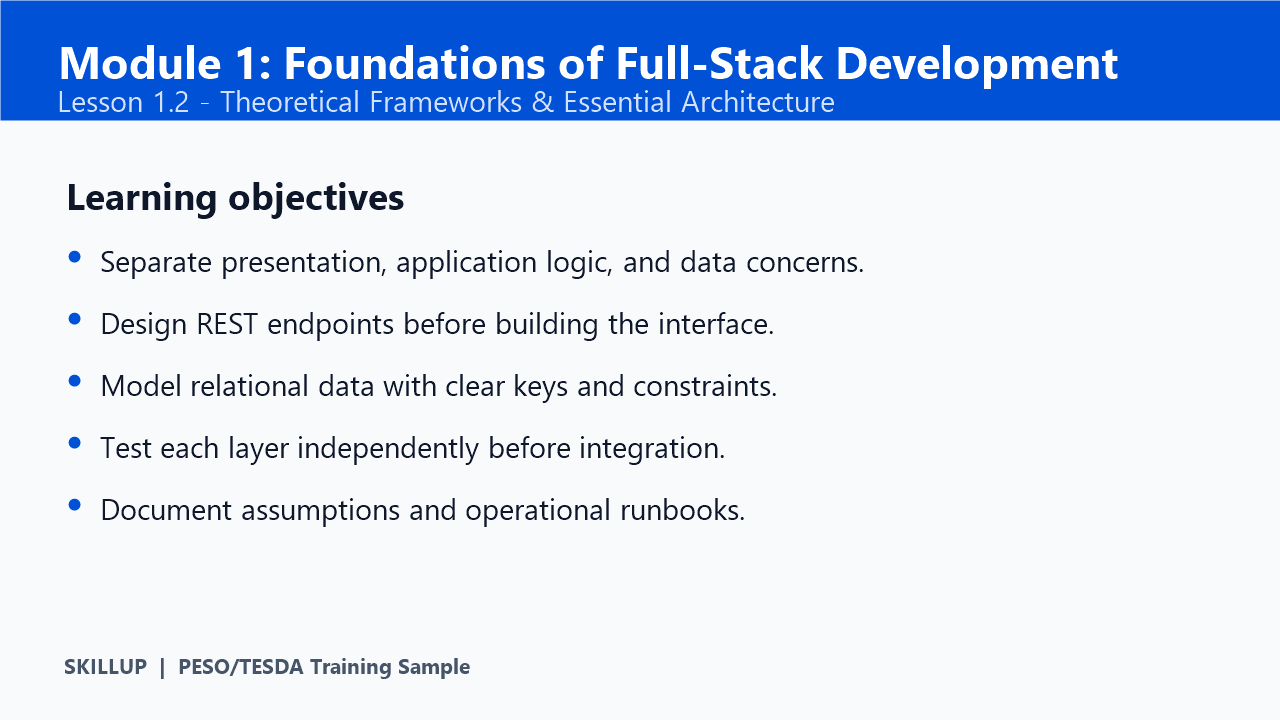 Module 1: Foundations of Full-Stack Development
Lesson 1.2 - Theoretical Frameworks & Essential Architecture
Learning objectives
• Separate presentation, application logic, and data concerns.
• Design REST endpoints before building the interface.
• Model relational data with clear keys and constraints.
• Test each layer independently before integration.
• Document assumptions and operational runbooks.
SKILLUP | PESO/TESDA Training Sample